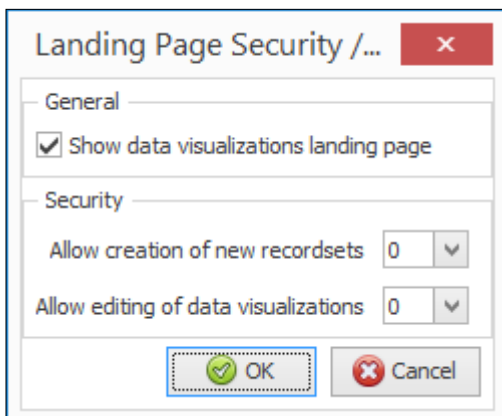 Landing Page Security /...
General
Show data visualizations landing page
Security
Allow creation of new recordsets 0
Allow editing of data visualizations 0
OK Cancel